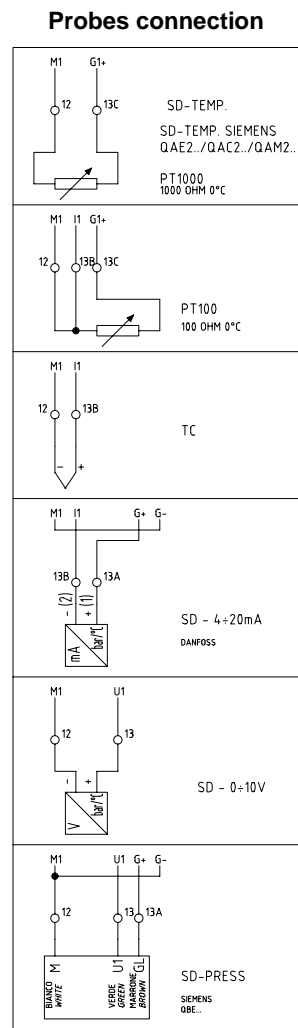 Probes connection
M1 G1+
12 13C
SD-TEMP.
SD-TEMP. SIEMENS
QAE2../QAC2../QAM2..
PT1000
1000 OHM 0°C
M1 I1 G1+
12 13B 13C
PT100
100 OHM 0°C
M1 I1
12 13B
TC
- +
M1 I1 G+ G-
13B 13A
- (2) + (1)
mA bar/°C
SD - 4÷20mA
DANFOSS
M1 U1
12 13
- +
V bar/°C
SD - 0÷10V
M1 U1 G+ G-
12 13 13A
M U1 GL
BIANCO VERDE MARRONE
WHITE GREEN BROWN
SD-PRESS
SIEMENS
QBE...